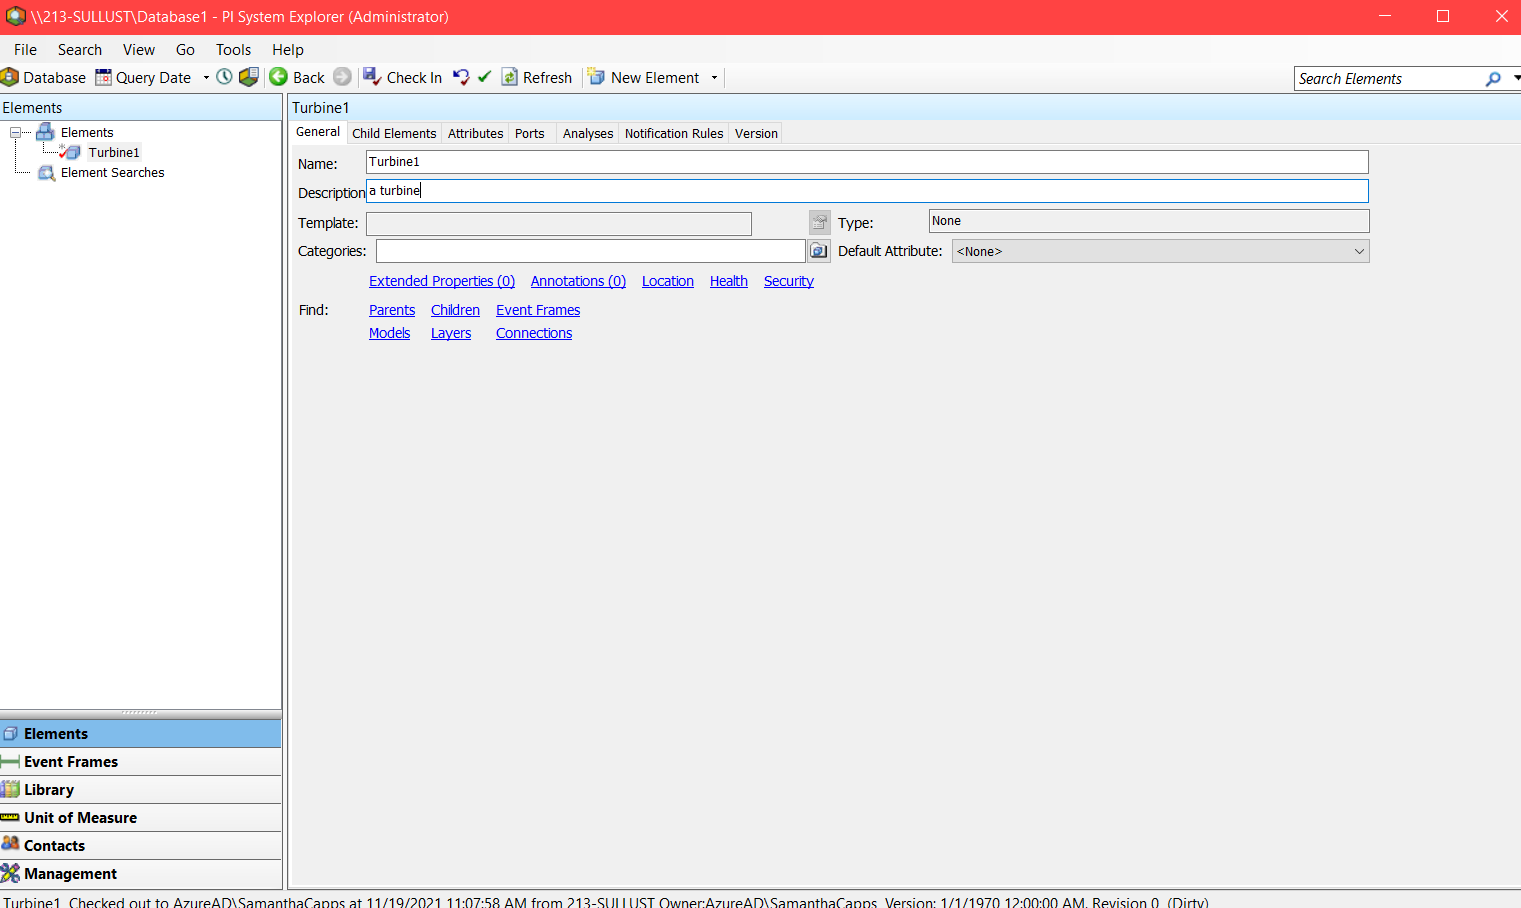 \\213-SULLUST\Database1 - PI System Explorer (Administrator)
File Search View Go Tools Help
Database Query Date Back Check In Refresh New Element Search Elements
Elements
Turbine1
Elements
Turbine1
Element Searches
General Child Elements Attributes Ports Analyses Notification Rules Version
Name: Turbine1
Description a turbine
Template: Type: None
Categories: Default Attribute: <None>
Extended Properties (0) Annotations (0) Location Health Security
Find: Parents Children Event Frames
Models Layers Connections
Elements
Event Frames
Library
Unit of Measure
Contacts
Management
Turbine1 Checked out to AzureAD\SamanthaCapps at 11/19/2021 11:07:58 AM from 213-SULLUST Owner:AzureAD\SamanthaCapps Version: 1/1/1970 12:00:00 AM, Revision 0 (Dirty)